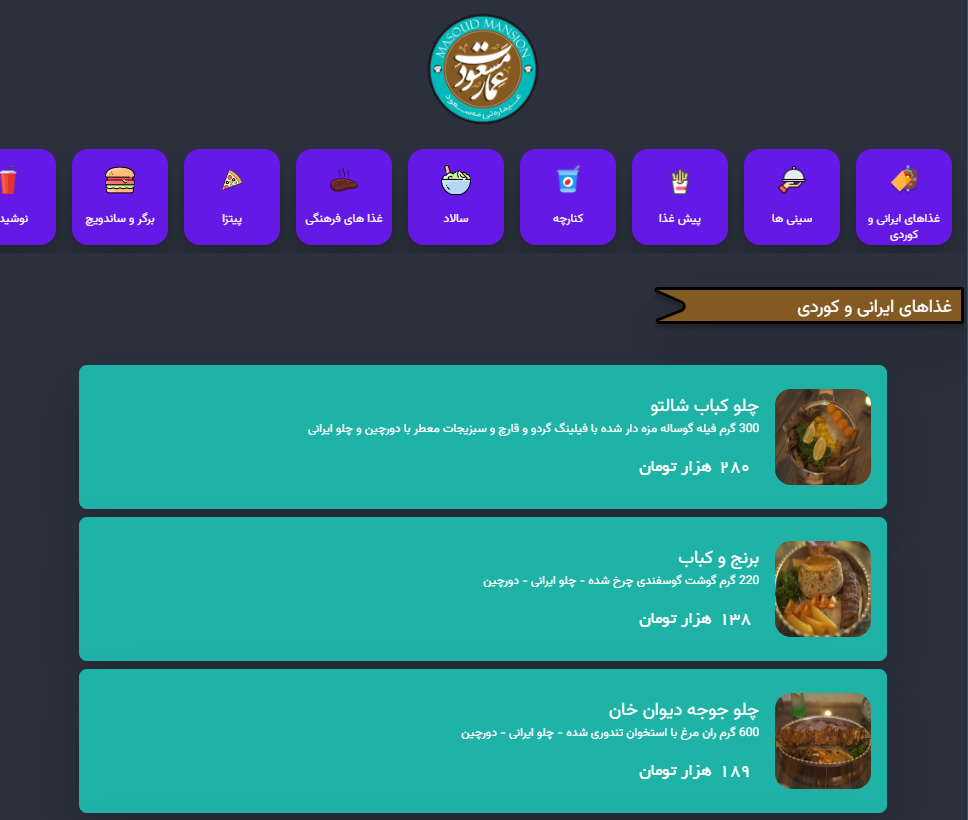 MASOUD MANSION
عمارت مسعود
غذاهای ایرانی و کوردی
سینی ها
پیش غذا
کنارچه
سالاد
غذا های فرهنگی
پیتزا
برگر و ساندویچ
نوشید
غذاهای ایرانی و کوردی
چلو کباب شالتو
300 گرم فیله گوساله مزه دار شده با فیلینگ گردو و قارچ و سبزیجات معطر با دورچین و چلو ایرانی
۲۸۰ هزار تومان
برنج و کباب
220 گرم گوشت گوسفندی چرخ شده - چلو ایرانی - دورچین
۱۳۸ هزار تومان
چلو جوجه دیوان خان
600 گرم ران مرغ با استخوان تندوری شده - چلو ایرانی - دورچین
۱۸۹ هزار تومان